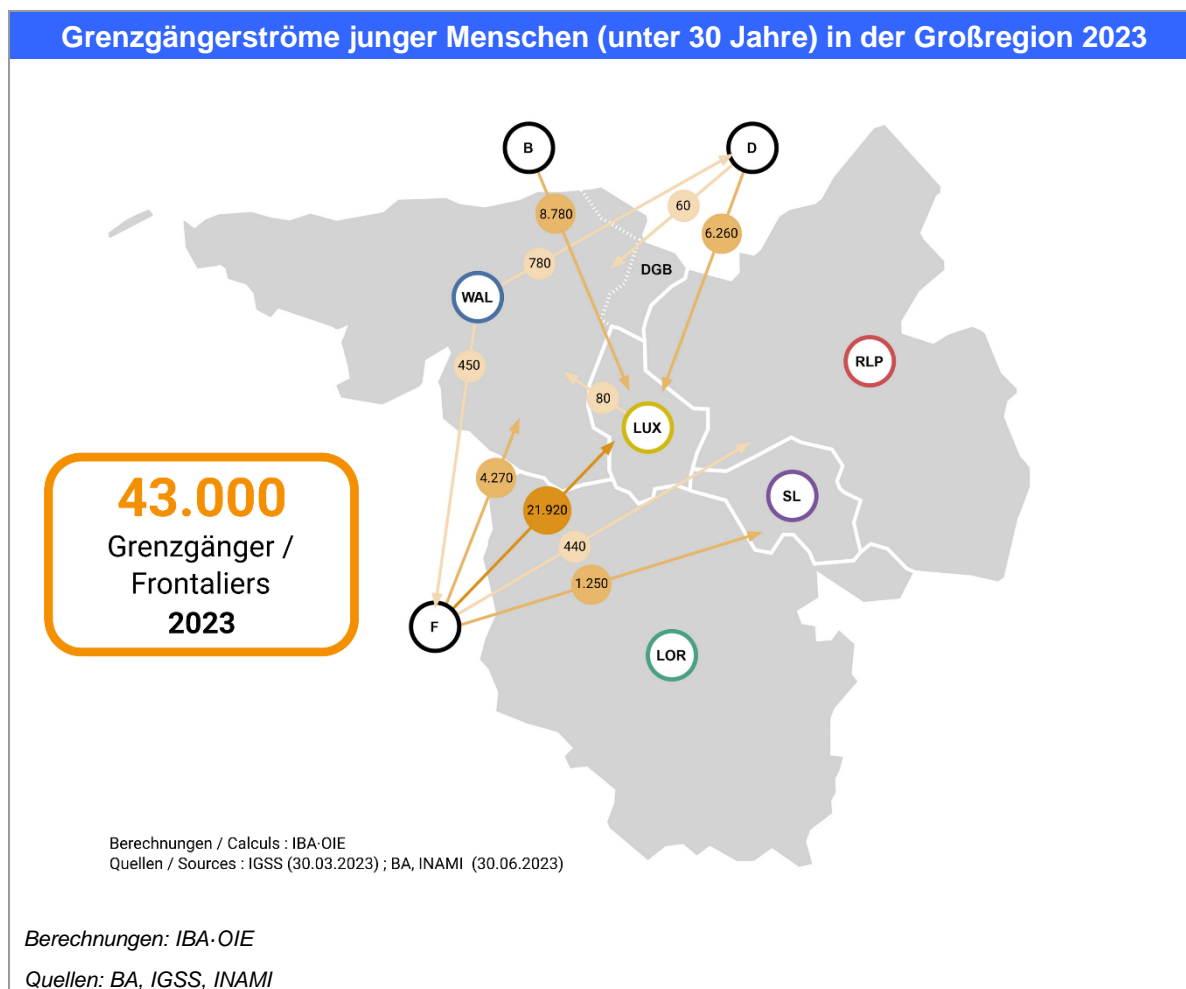 Grenzgängerströme junger Menschen (unter 30 Jahre) in der Großregion 2023
B
D
60
8.780
6.260
780
DGB
WAL
RLP
450
80
LUX
4.270
SL
21.920
440
1.250
43.000
Grenzgänger /
Frontaliers
2023
F
LOR
Berechnungen / Calculs : IBA·OIE
Quellen / Sources : IGSS (30.03.2023) ; BA, INAMI (30.06.2023)
Berechnungen: IBA·OIE
Quellen: BA, IGSS, INAMI